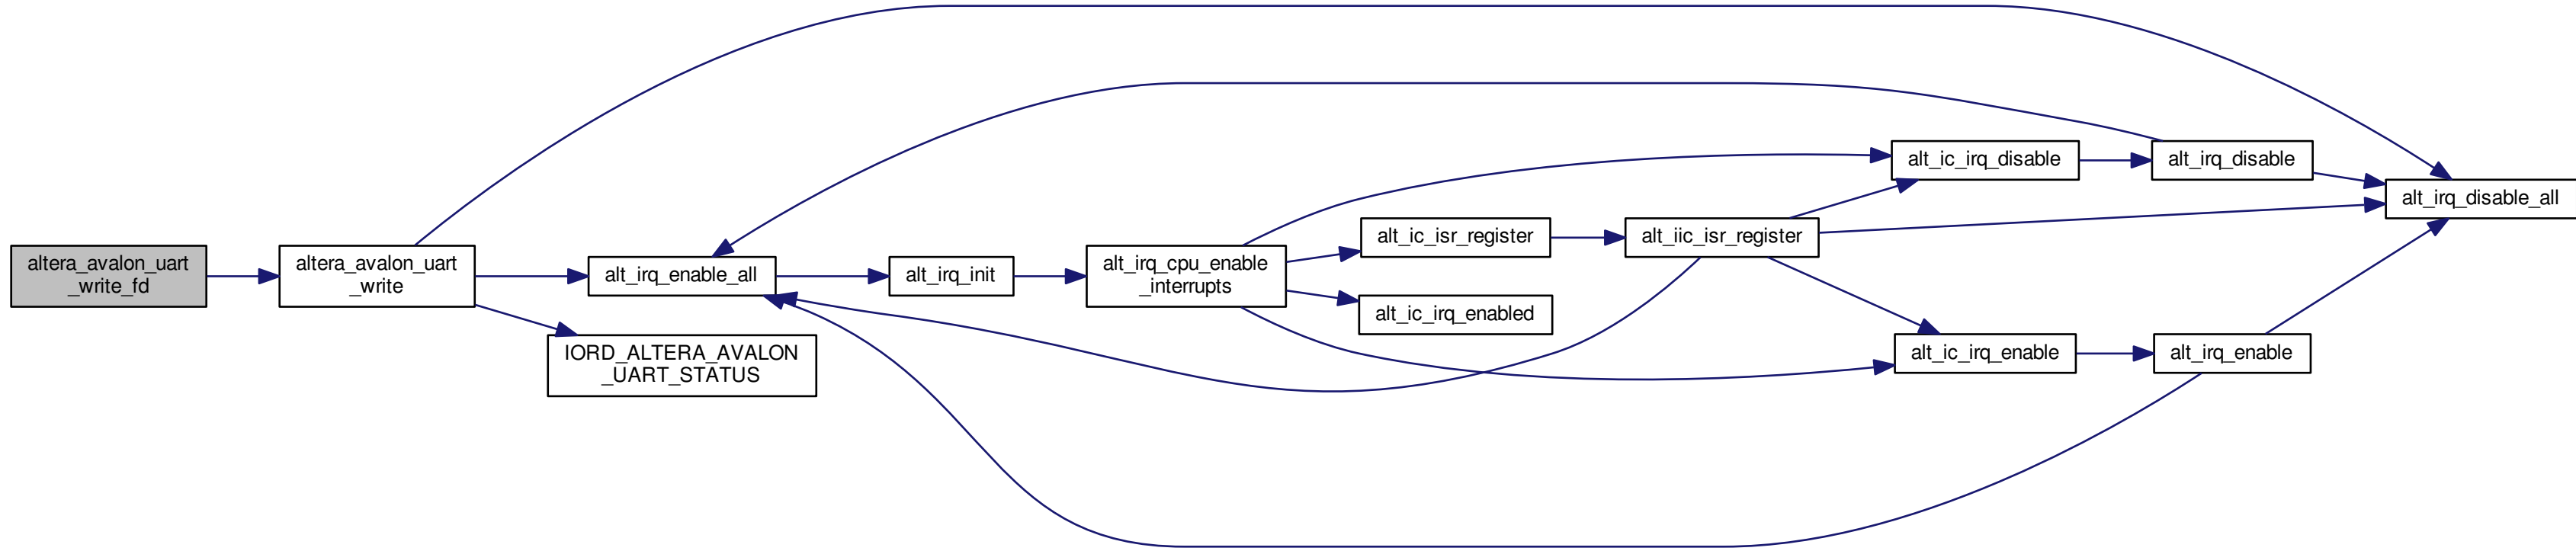 altera_avalon_uart
_write_fd
altera_avalon_uart
_write
alt_irq_enable_all
IORD_ALTERA_AVALON
_UART_STATUS
alt_irq_init
alt_irq_cpu_enable
_interrupts
alt_ic_isr_register
alt_ic_irq_enabled
alt_iic_isr_register
alt_ic_irq_disable
alt_ic_irq_enable
alt_irq_disable
alt_irq_enable
alt_irq_disable_all